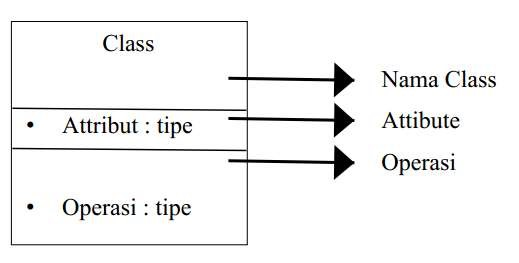 Class
Nama Class
• Attribut : tipe
Attibute
Operasi
• Operasi : tipe